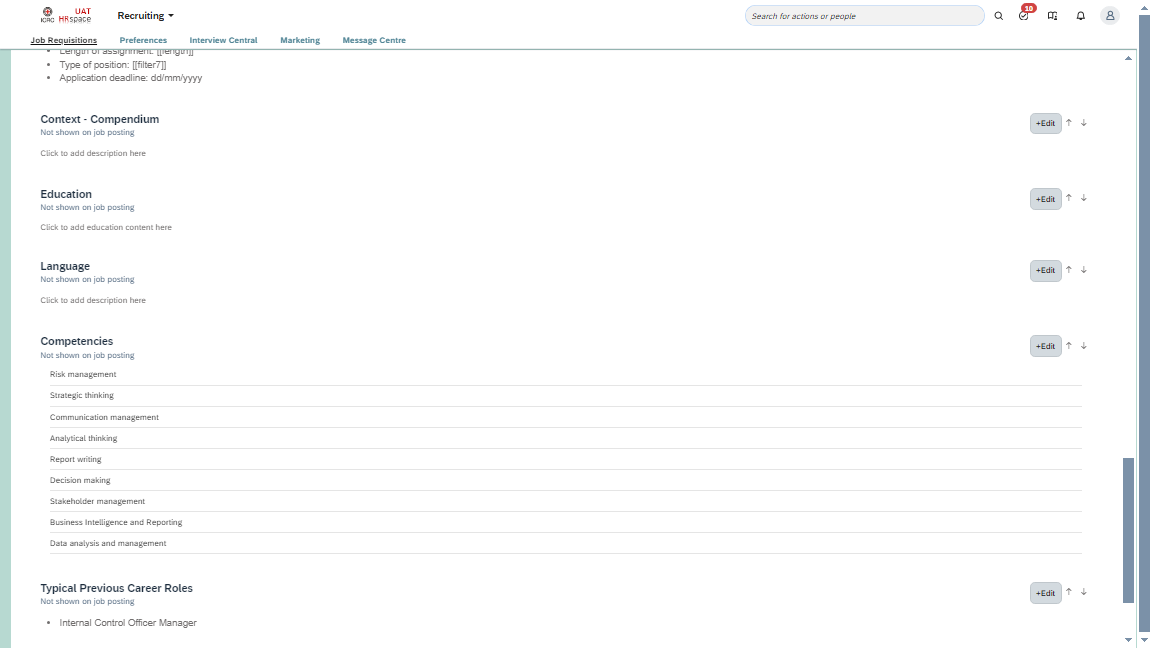 ICRC
UAT
HRspace
Recruiting
Search for actions or people
10
Job Requisitions
Preferences
Interview Central
Marketing
Message Centre
Length of assignment: [[length]]
Type of position: [[filter7]]
Application deadline: dd/mm/yyyy
Context - Compendium
Not shown on job posting
+Edit
Click to add description here
Education
Not shown on job posting
+Edit
Click to add education content here
Language
Not shown on job posting
+Edit
Click to add description here
Competencies
Not shown on job posting
+Edit
Risk management
Strategic thinking
Communication management
Analytical thinking
Report writing
Decision making
Stakeholder management
Business Intelligence and Reporting
Data analysis and management
Typical Previous Career Roles
Not shown on job posting
+Edit
Internal Control Officer Manager